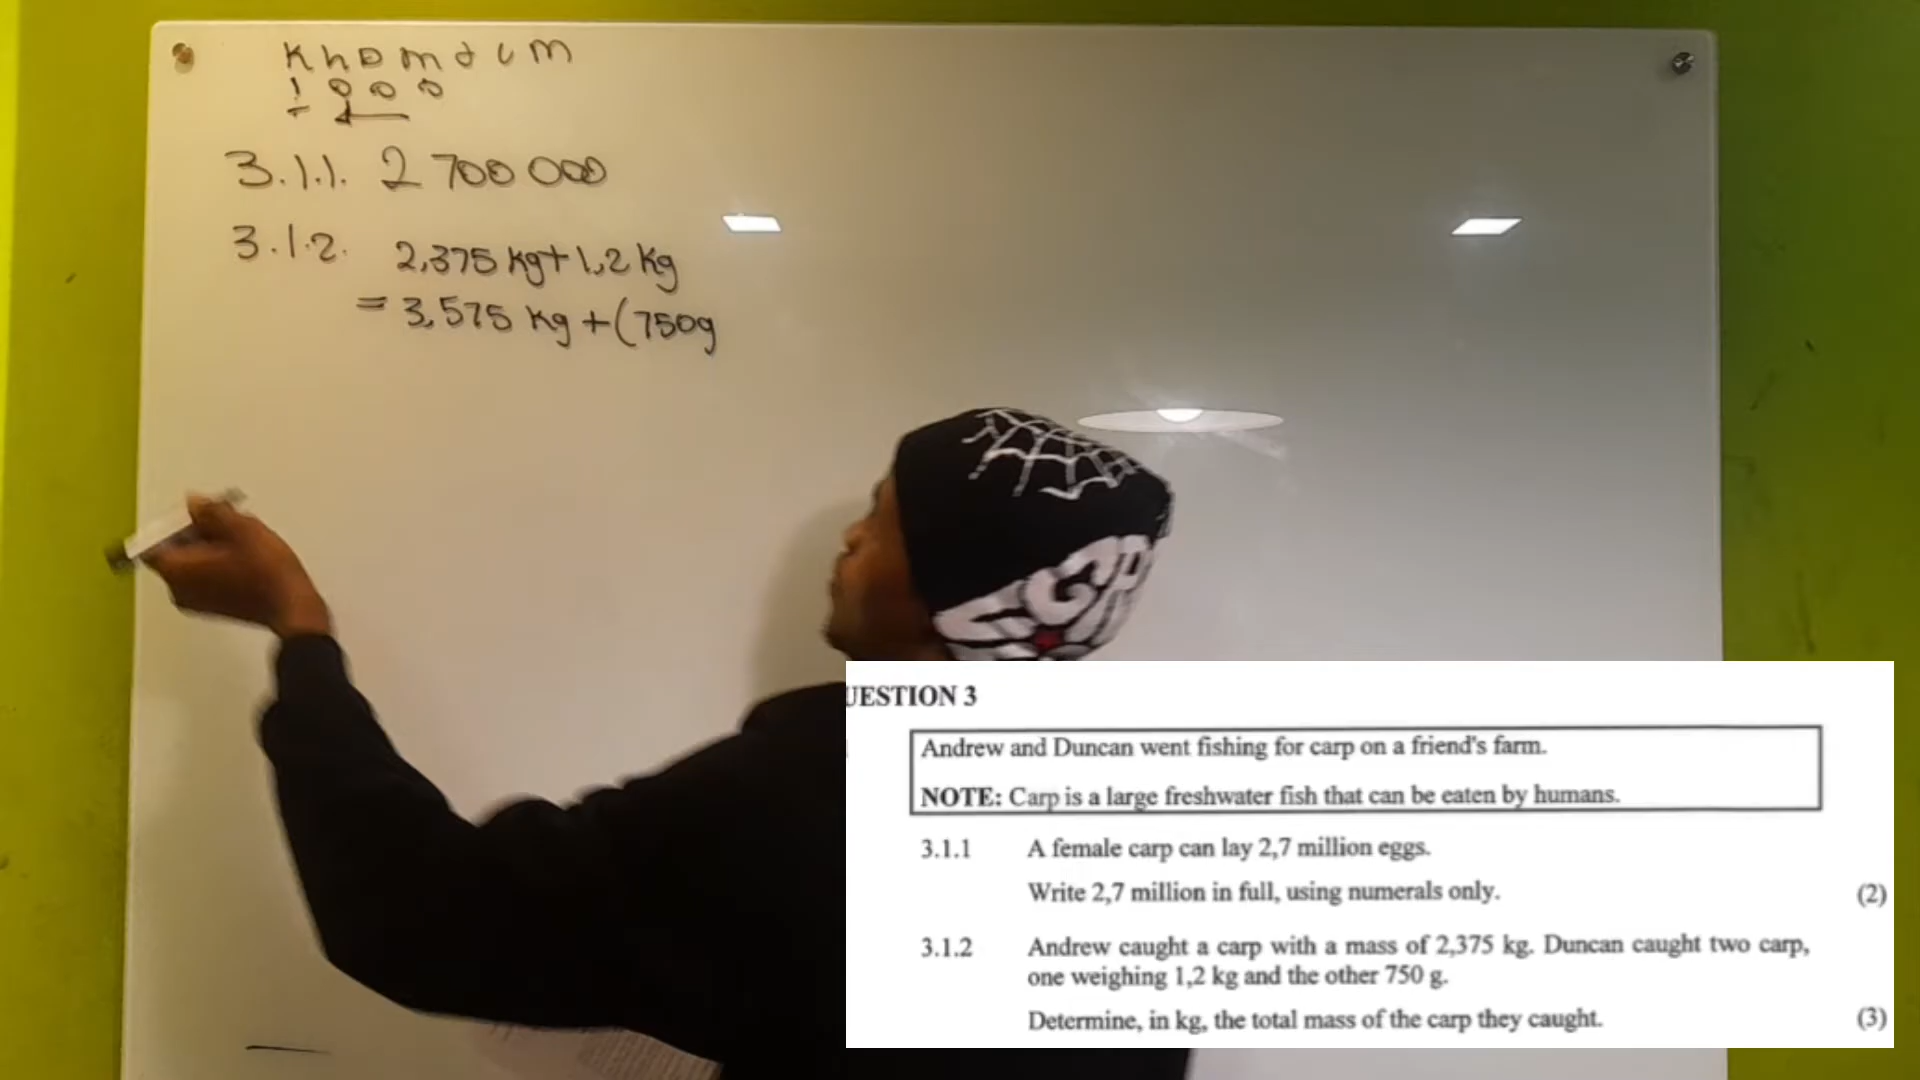 K h D m d c m
1 0 0 0
3.1.1. 2 700 000
3.1.2. 2,375 kg + 1,2 kg
= 3,575 kg + (750g
UESTION 3
Andrew and Duncan went fishing for carp on a friend's farm.
NOTE: Carp is a large freshwater fish that can be eaten by humans.
3.1.1 A female carp can lay 2,7 million eggs.
Write 2,7 million in full, using numerals only. (2)
3.1.2 Andrew caught a carp with a mass of 2,375 kg. Duncan caught two carp,
one weighing 1,2 kg and the other 750 g.
Determine, in kg, the total mass of the carp they caught. (3)